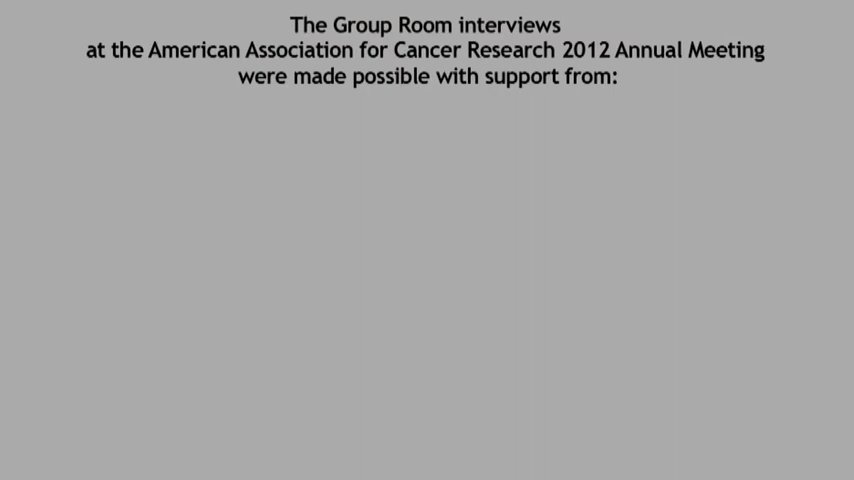 The Group Room interviews
at the American Association for Cancer Research 2012 Annual Meeting
were made possible with support from: